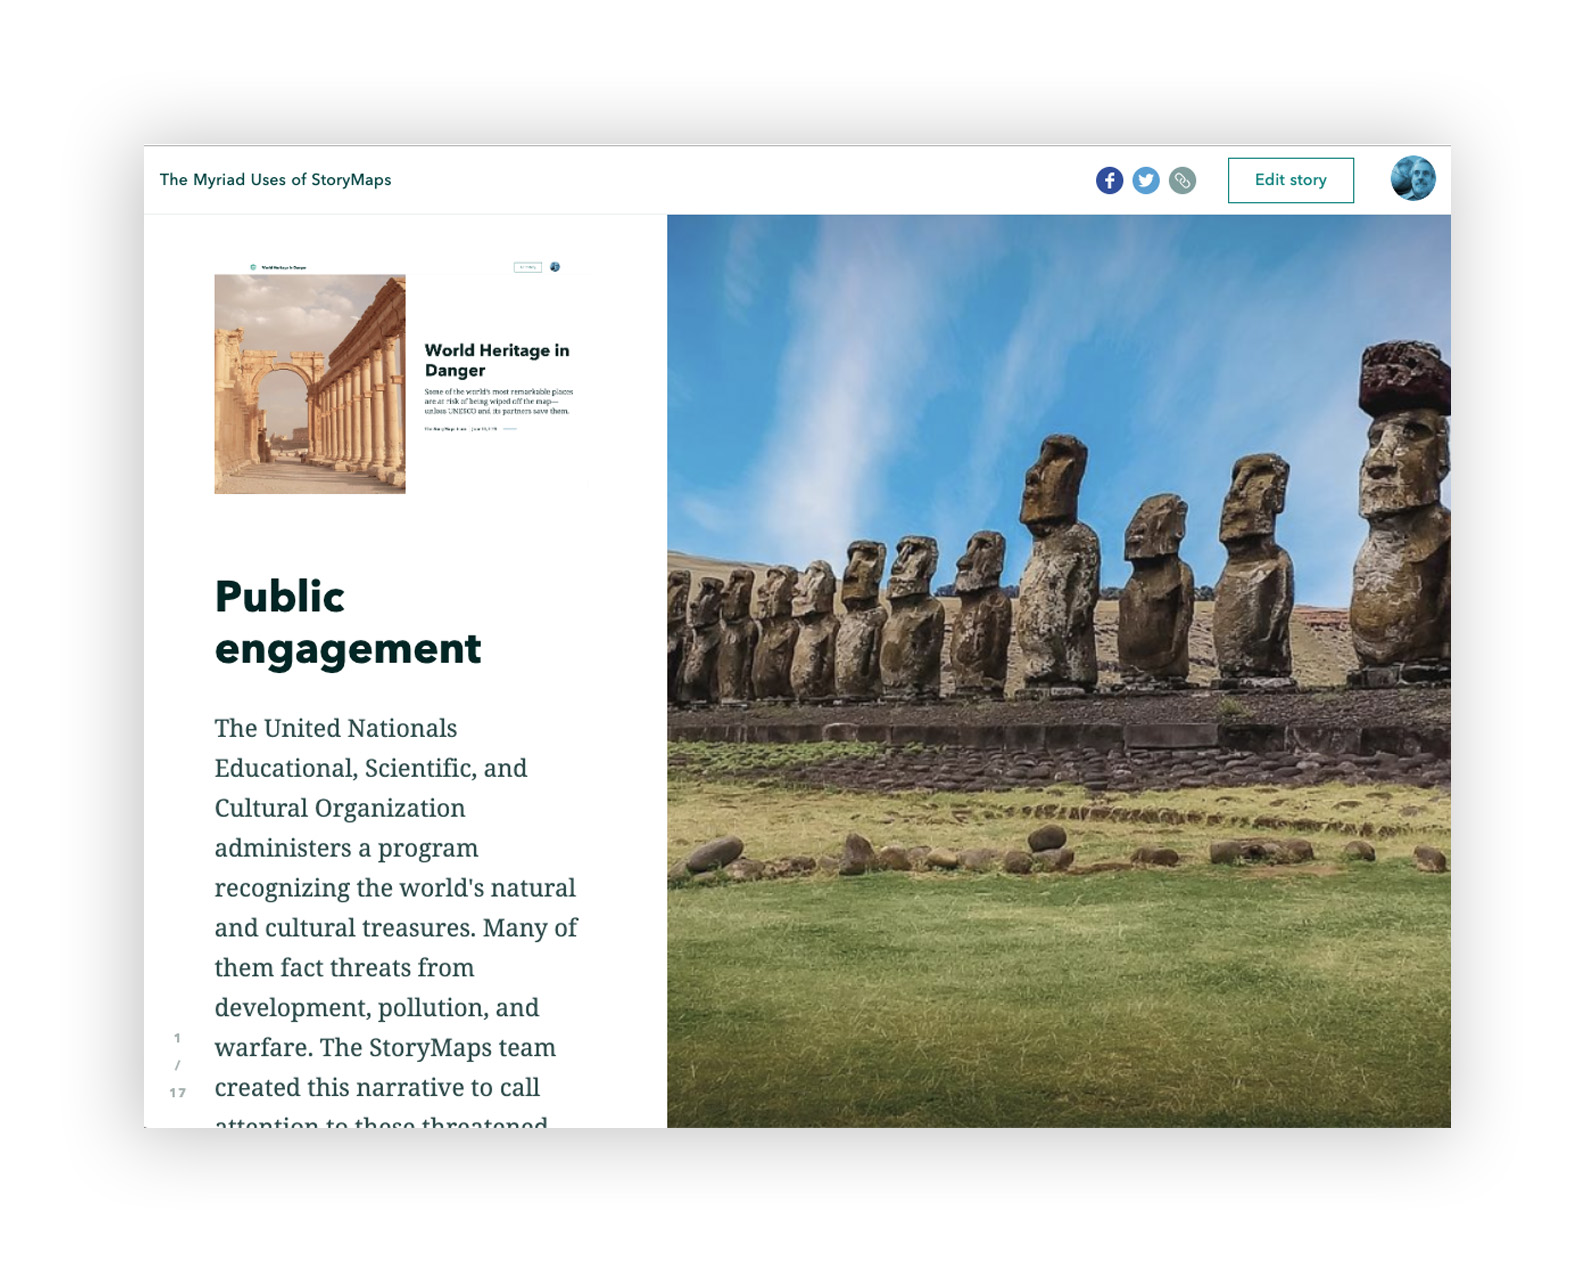 The Myriad Uses of StoryMaps
Edit story
World Heritage in Danger
World Heritage in
Danger
Some of the world's most remarkable places
are at risk of being wiped off the map—
unless UNESCO and its partners save them.
Public
engagement
The United Nationals
Educational, Scientific, and
Cultural Organization
administers a program
recognizing the world's natural
and cultural treasures. Many of
them fact threats from
development, pollution, and
warfare. The StoryMaps team
created this narrative to call
attention to these threatened
1
/
17